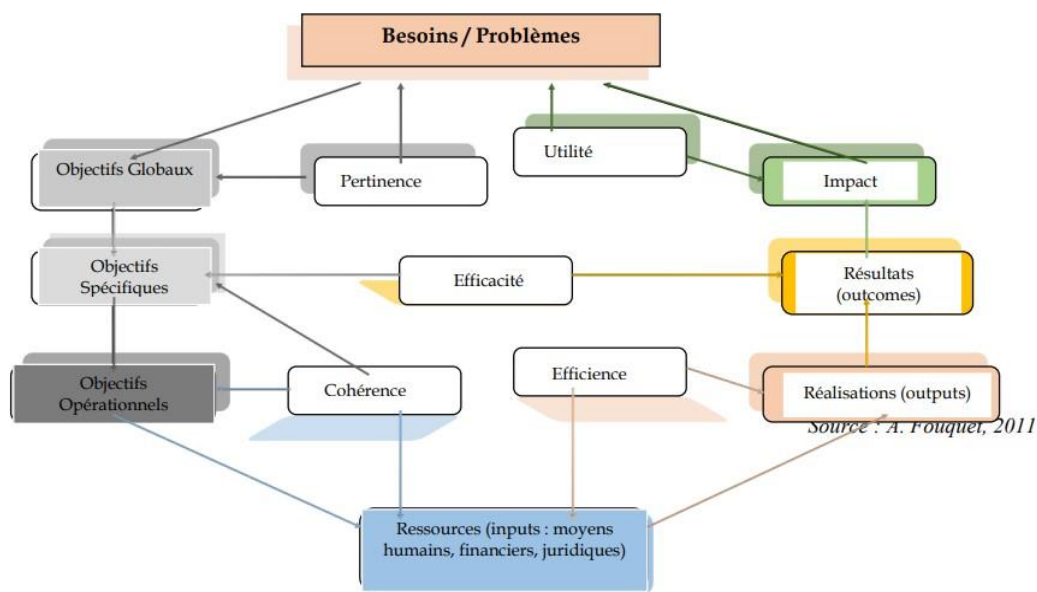 Besoins / Problèmes
Utilité
Objectifs Globaux
Pertinence
Impact
Objectifs
Spécifiques
Efficacité
Résultats
(outcomes)
Objectifs
Opérationnels
Cohérence
Efficience
Réalisations (outputs)
Source : A. Fouquet, 2011
Ressources (inputs : moyens
humains, financiers, juridiques)